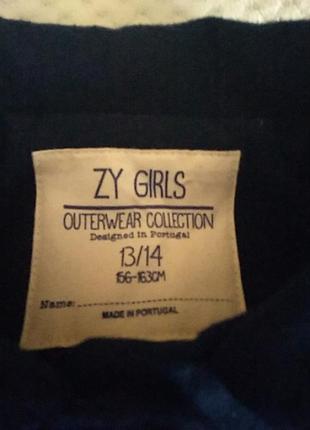 ZY GIRLS
OUTERWEAR COLLECTION
Designed in Portugal
13/14
156-163CM
Name:
MADE IN PORTUGAL